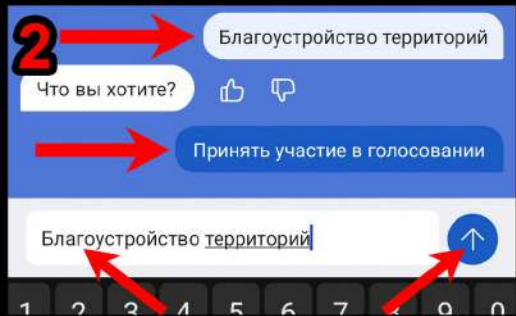 2
Благоустройство территорий
Что вы хотите?
Принять участие в голосовании
Благоустройство территорий
1 2 3 4 5 6 7 8 9 0